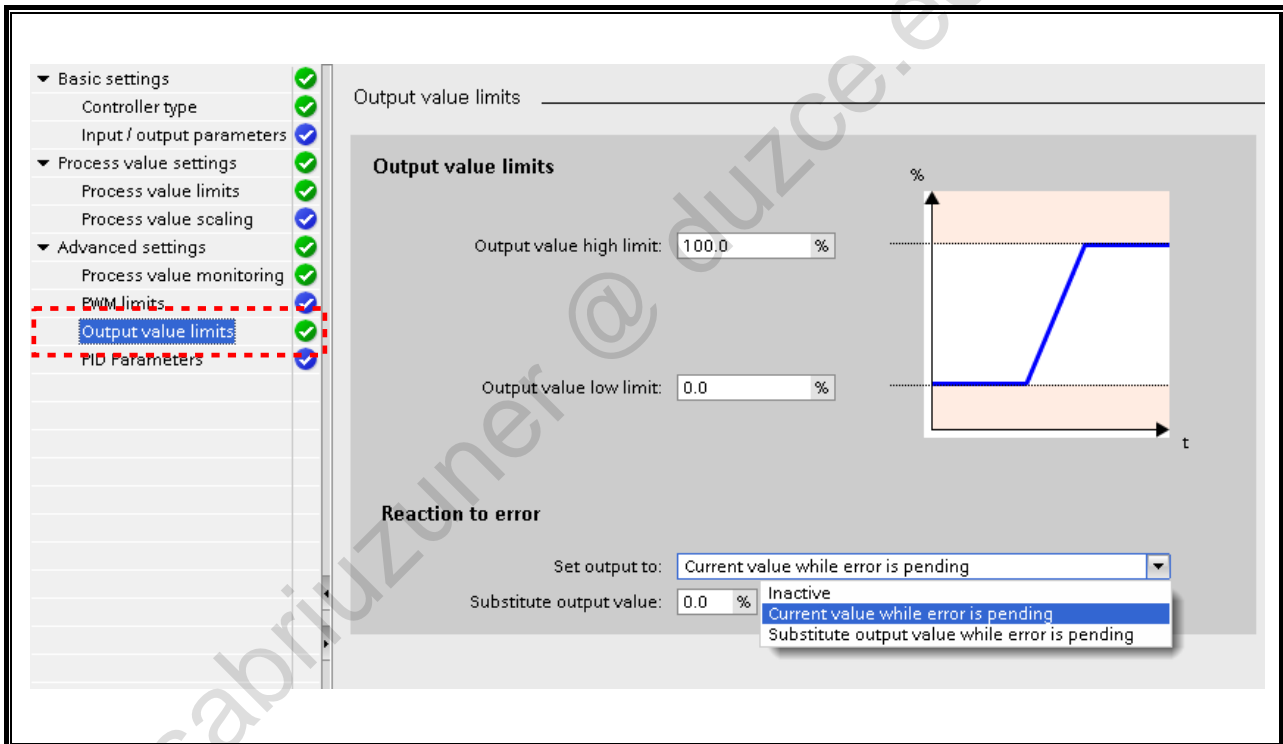 Basic settings
Controller type
Input / output parameters
Process value settings
Process value limits
Process value scaling
Advanced settings
Process value monitoring
PWM limits
Output value limits
PID Parameters
Output value limits
Output value limits
%
Output value high limit: 100.0 %
Output value low limit: 0.0 %
t
Reaction to error
Set output to: Current value while error is pending
Substitute output value: 0.0 %
Inactive
Current value while error is pending
Substitute output value while error is pending
sabriuzuner @ duzce.e